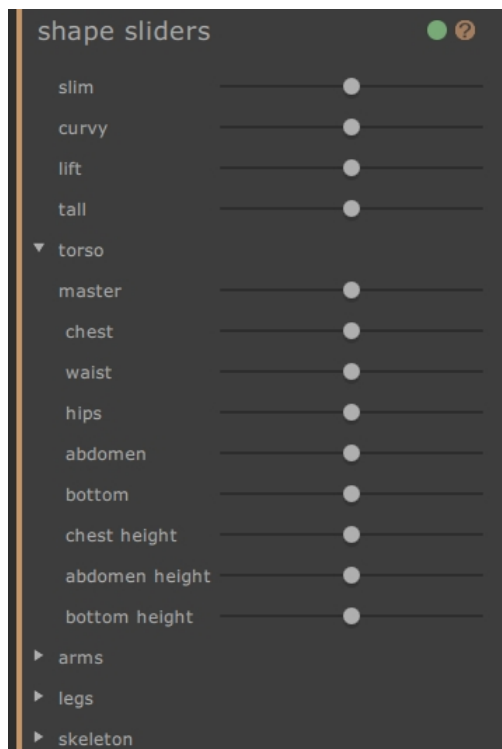 shape sliders
slim
curvy
lift
tall
torso
master
chest
waist
hips
abdomen
bottom
chest height
abdomen height
bottom height
arms
legs
skeleton